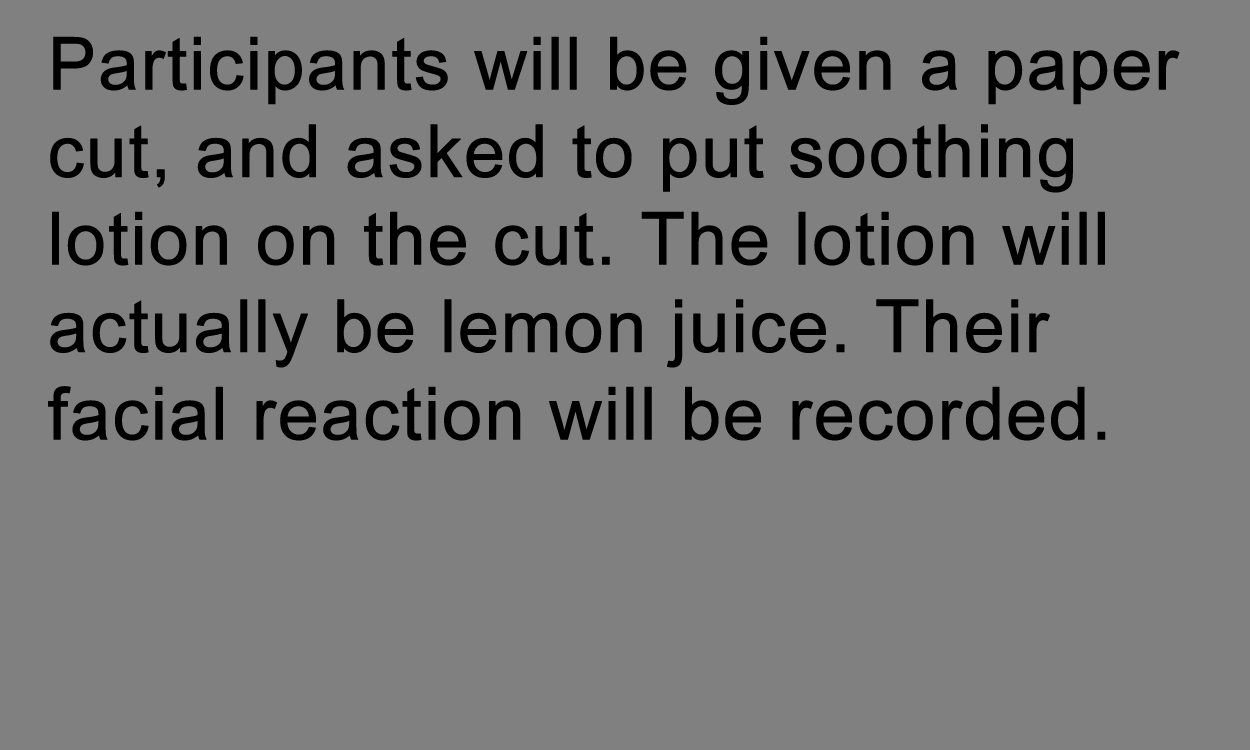 Participants will be given a paper
cut, and asked to put soothing
lotion on the cut. The lotion will
actually be lemon juice. Their
facial reaction will be recorded.